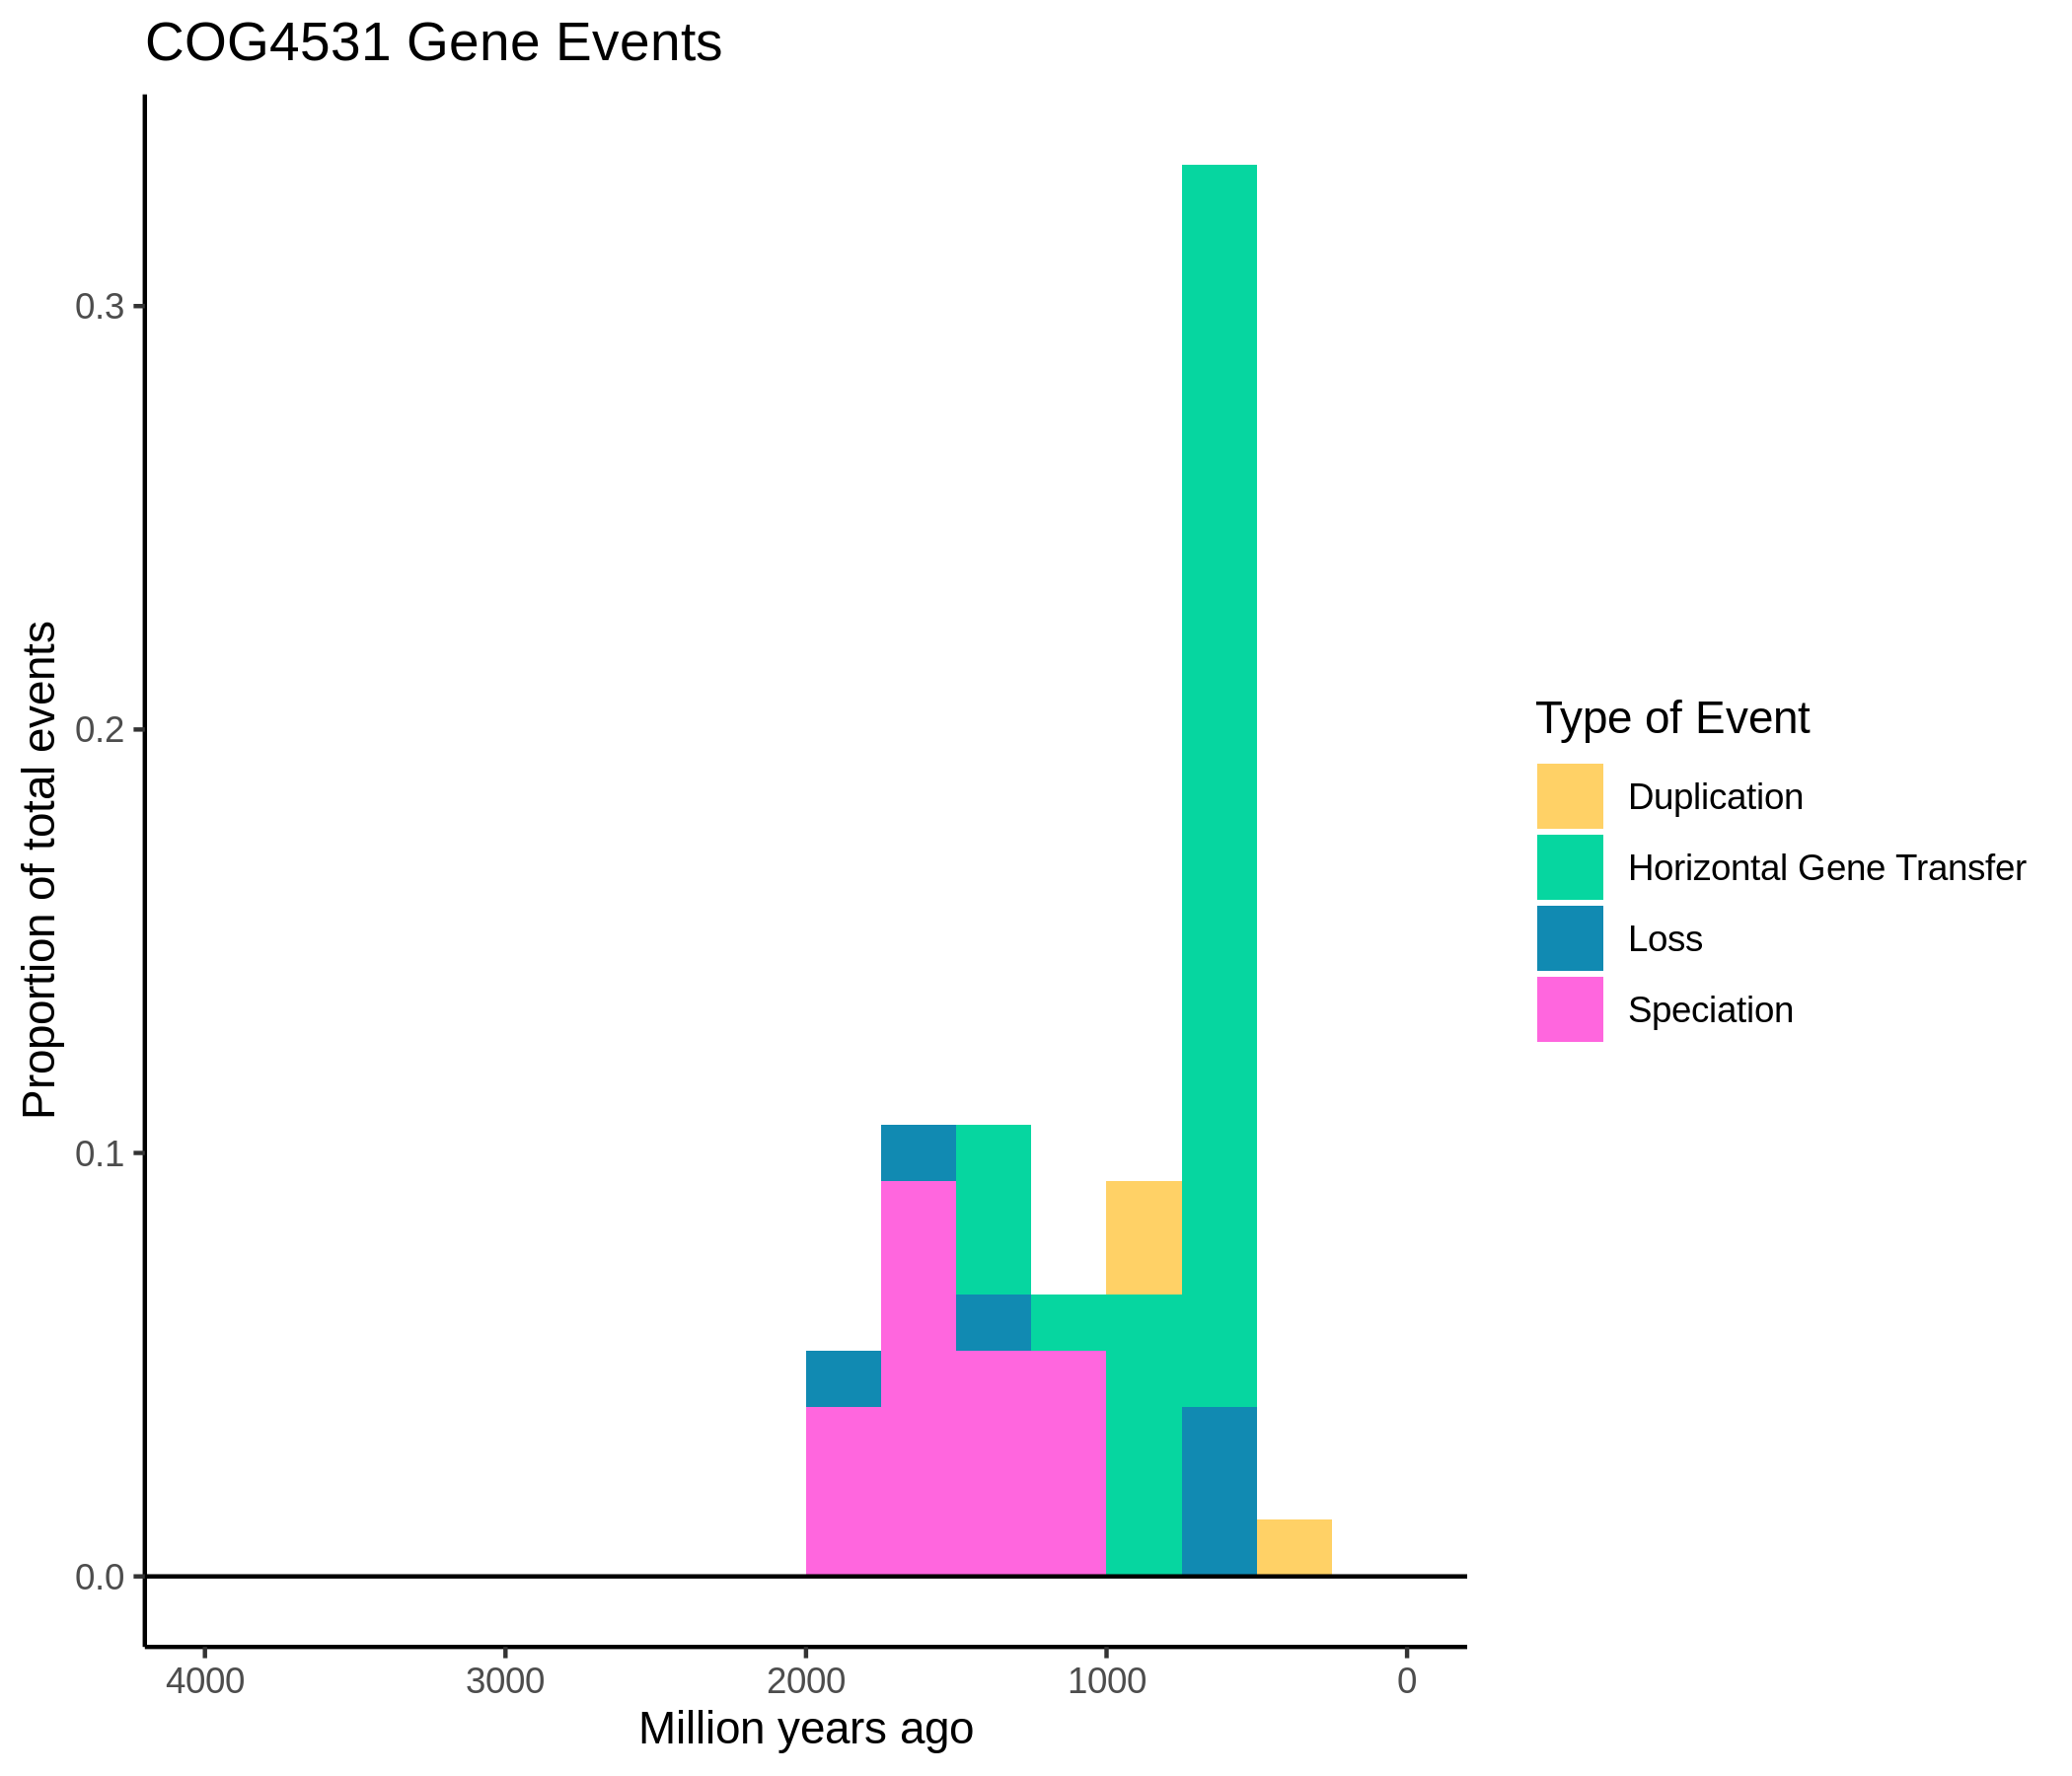 COG4531 Gene Events
Proportion of total events
0.3
0.2
0.1
0.0
4000 3000 2000 1000 0
Million years ago
Type of Event
Duplication
Horizontal Gene Transfer
Loss
Speciation